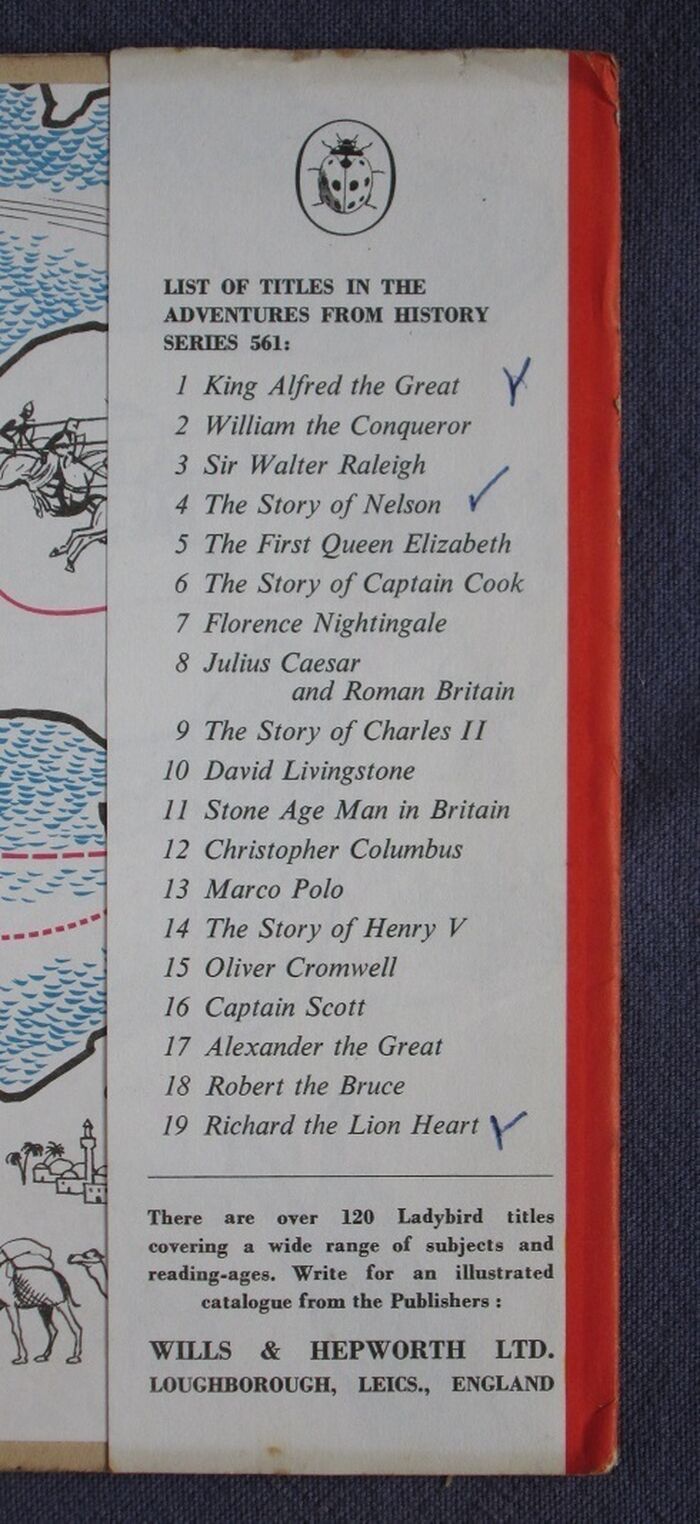 LIST OF TITLES IN THE
ADVENTURES FROM HISTORY
SERIES 561:
1 King Alfred the Great
2 William the Conqueror
3 Sir Walter Raleigh
4 The Story of Nelson
5 The First Queen Elizabeth
6 The Story of Captain Cook
7 Florence Nightingale
8 Julius Caesar
and Roman Britain
9 The Story of Charles II
10 David Livingstone
11 Stone Age Man in Britain
12 Christopher Columbus
13 Marco Polo
14 The Story of Henry V
15 Oliver Cromwell
16 Captain Scott
17 Alexander the Great
18 Robert the Bruce
19 Richard the Lion Heart
There are over 120 Ladybird titles
covering a wide range of subjects and
reading-ages. Write for an illustrated
catalogue from the Publishers :
WILLS & HEPWORTH LTD.
LOUGHBOROUGH, LEICS., ENGLAND